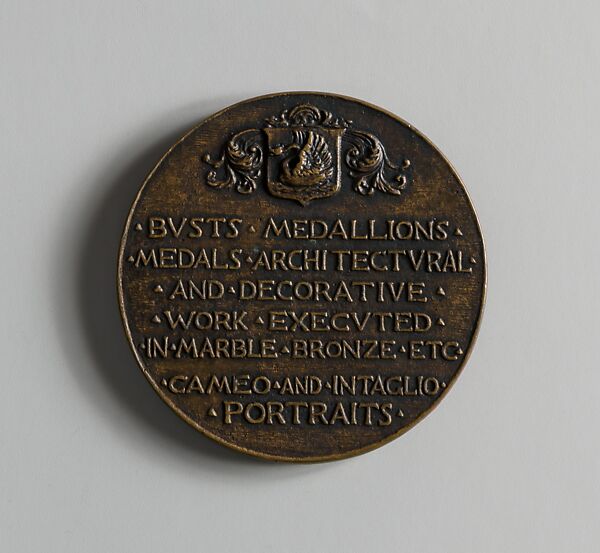 ·BVSTS·MEDALLIONS·
·MEDALS·ARCHITECTVRAL·
·AND·DECORATIVE·
·WORK·EXECVTED·
·IN·MARBLE·BRONZE·ETC·
·CAMEO·AND·INTAGLIO·
·PORTRAITS·